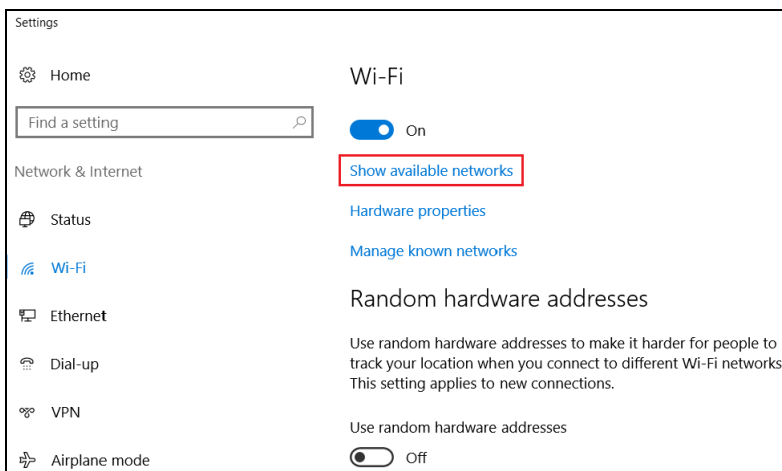 Settings
Home
Find a setting
Network & Internet
Status
Wi-Fi
Ethernet
Dial-up
VPN
Airplane mode
Wi-Fi
On
Show available networks
Hardware properties
Manage known networks
Random hardware addresses
Use random hardware addresses to make it harder for people to
track your location when you connect to different Wi-Fi networks
This setting applies to new connections.
Use random hardware addresses
Off